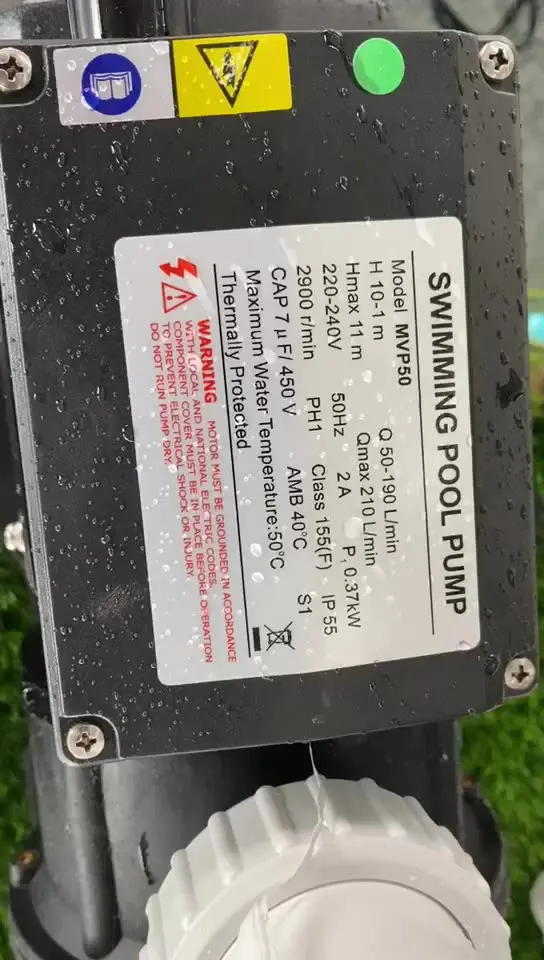 SWIMMING POOL PUMP
Model MVP50
H 10-1 m Q 50-190 L/min
Hmax 11 m Qmax 210 L/min
220-240V 50Hz 2 A P, 0.37kW
2900 r/min PH1 Class 155(F) IP 55
CAP 7 μF/ 450 V AMB 40°C S1
Maximum Water Temperature:50°C
Thermally Protected
WARNING MOTOR MUST BE GROUNDED IN ACCORDANCE
WITH LOCAL AND NATIONAL ELECTRIC CODES.
COMPONENT COVER MUST BE IN PLACE BEFORE OPERATION
TO PREVENT ELECTRICAL SHOCK OR INJURY.
DO NOT RUN PUMP DRY.